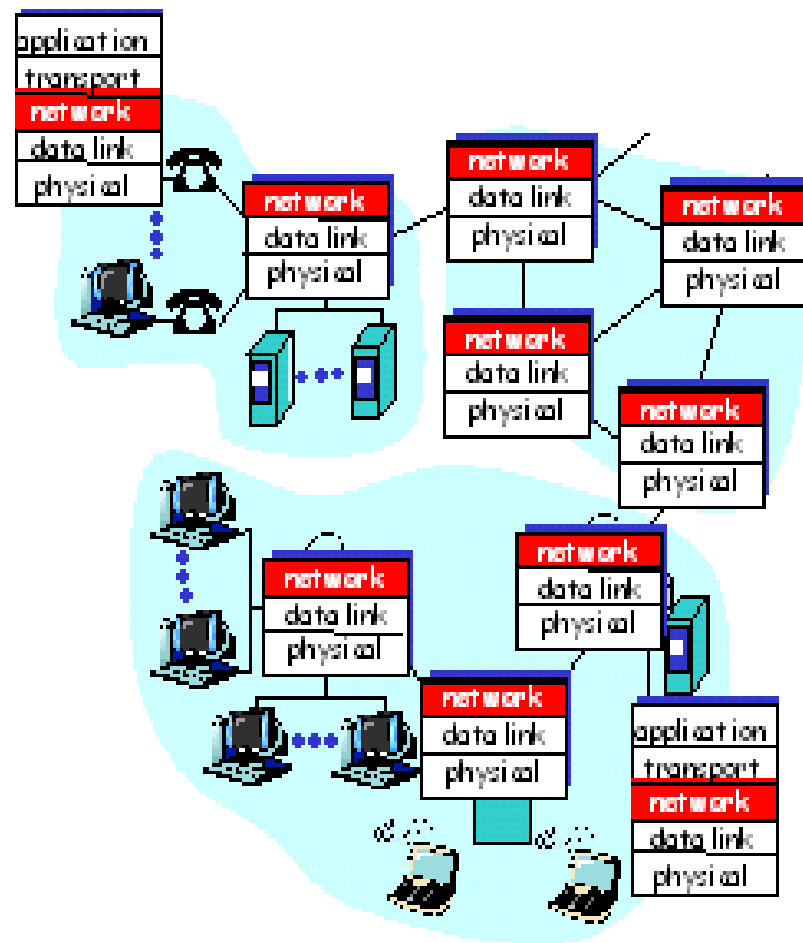 application
transport
network
data link
physical
network
data link
physical
network
data link
physical
network
data link
physical
network
data link
physical
network
data link
physical
network
data link
physical
network
data link
physical
network
data link
physical
application
transport
network
data link
physical